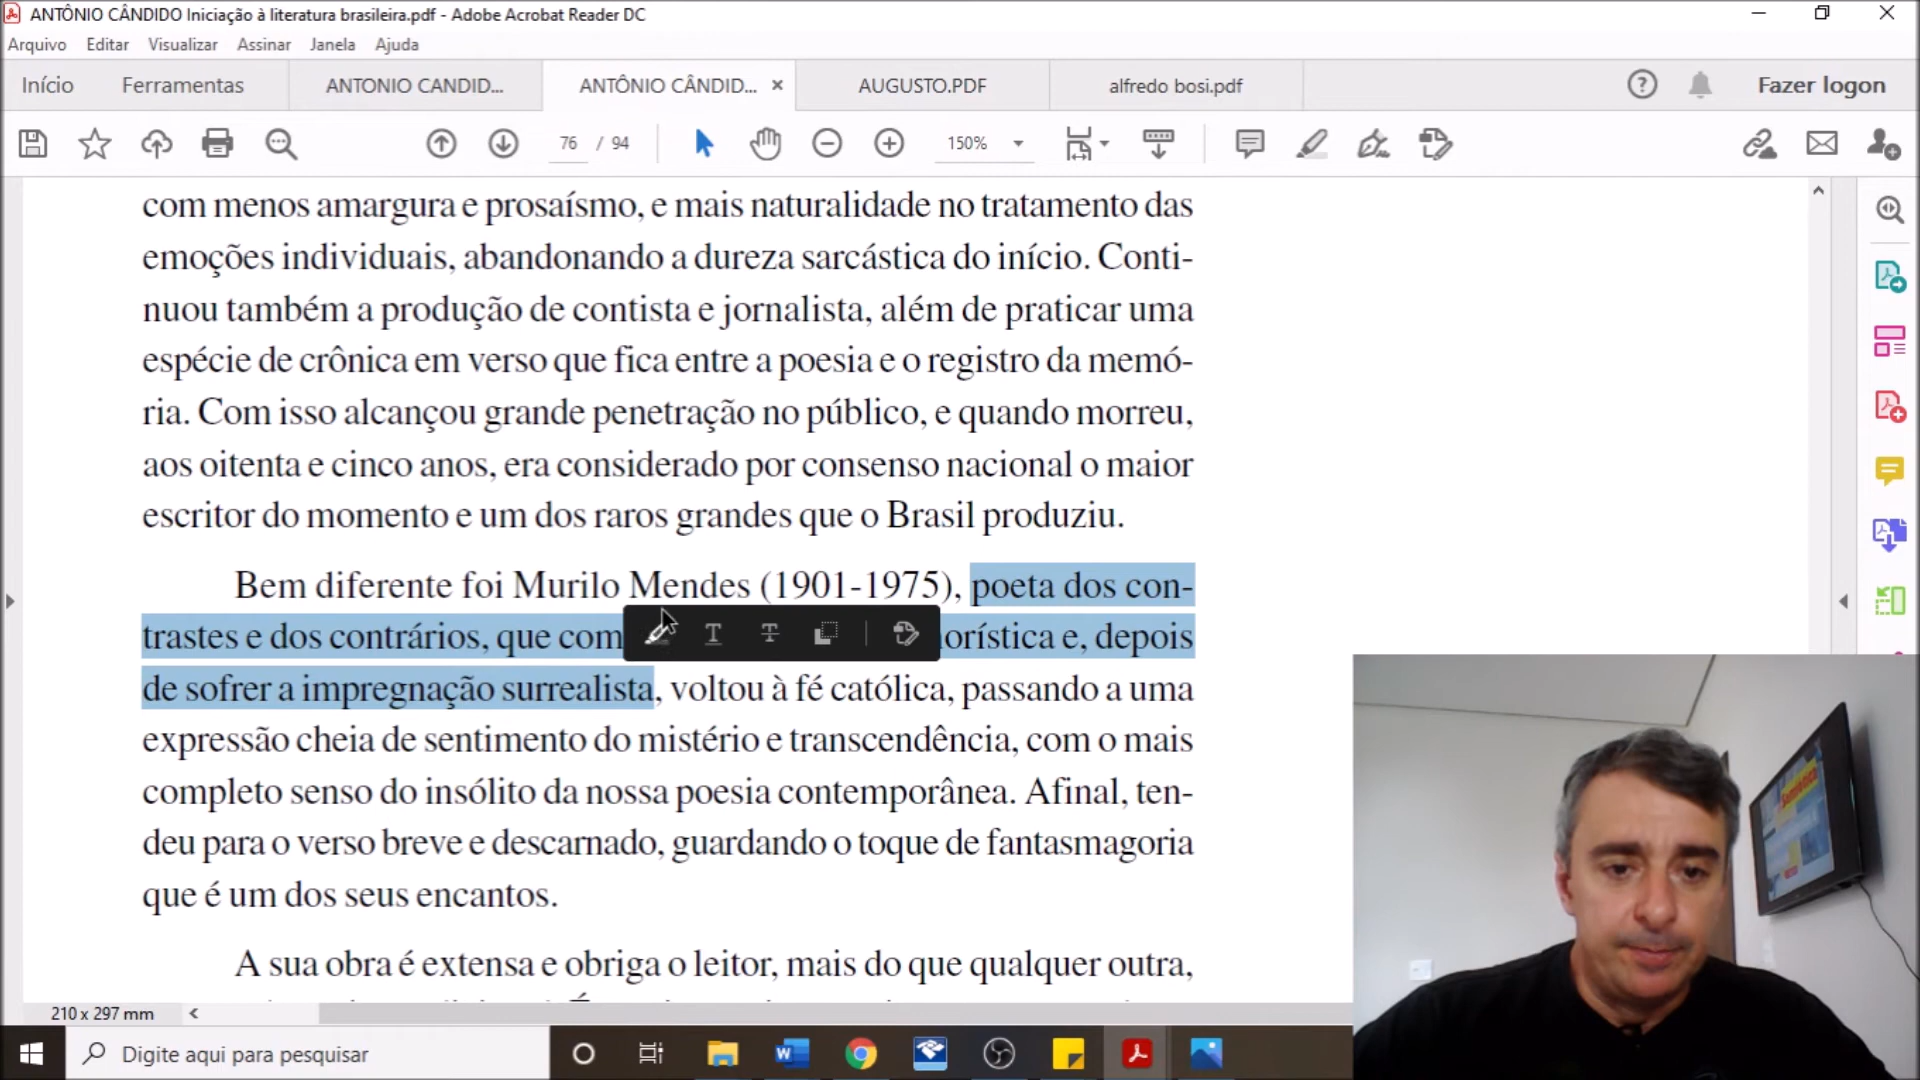 ANTÔNIO CÂNDIDO Iniciação à literatura brasileira.pdf - Adobe Acrobat Reader DC
Arquivo Editar Visualizar Assinar Janela Ajuda
Início Ferramentas ANTONIO CANDID... ANTÔNIO CÂNDID... × AUGUSTO.PDF alfredo bosi.pdf Fazer logon
76 / 94 150%
com menos amargura e prosaísmo, e mais naturalidade no tratamento das
emoções individuais, abandonando a dureza sarcástica do início. Conti-
nuou também a produção de contista e jornalista, além de praticar uma
espécie de crônica em verso que fica entre a poesia e o registro da memó-
ria. Com isso alcançou grande penetração no público, e quando morreu,
aos oitenta e cinco anos, era considerado por consenso nacional o maior
escritor do momento e um dos raros grandes que o Brasil produziu.
Bem diferente foi Murilo Mendes (1901-1975), poeta dos con-
trastes e dos contrários, que com orística e, depois
de sofrer a impregnação surrealista, voltou à fé católica, passando a uma
expressão cheia de sentimento do mistério e transcendência, com o mais
completo senso do insólito da nossa poesia contemporânea. Afinal, ten-
deu para o verso breve e descarnado, guardando o toque de fantasmagoria
que é um dos seus encantos.
A sua obra é extensa e obriga o leitor, mais do que qualquer outra,
210 x 297 mm
Digite aqui para pesquisar